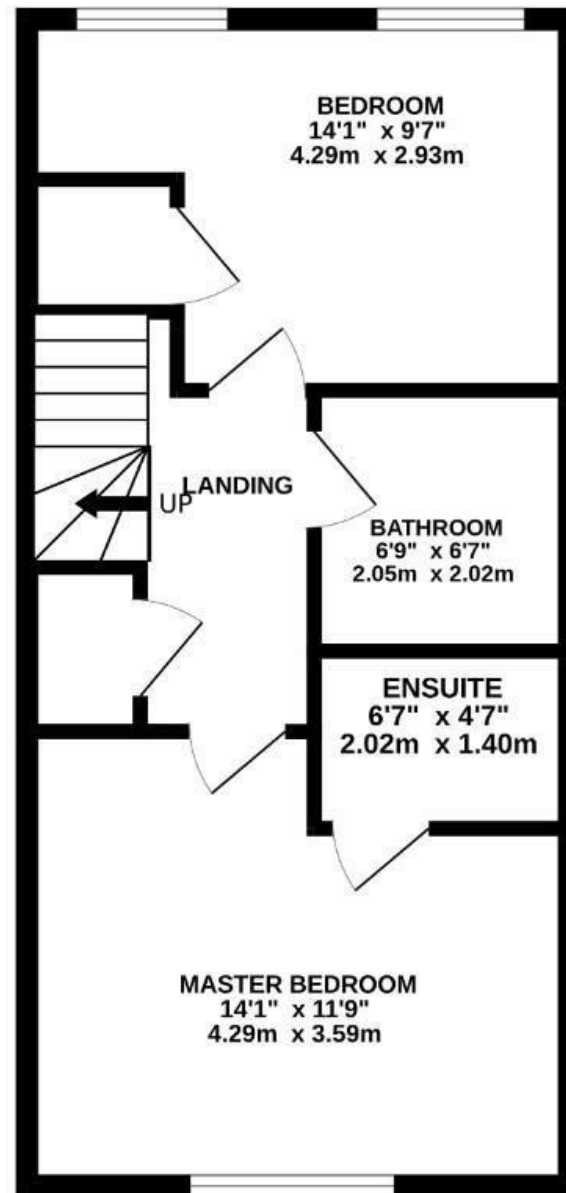 BEDROOM
14'1" x 9'7"
4.29m x 2.93m
UP
LANDING
BATHROOM
6'9" x 6'7"
2.05m x 2.02m
ENSUITE
6'7" x 4'7"
2.02m x 1.40m
MASTER BEDROOM
14'1" x 11'9"
4.29m x 3.59m